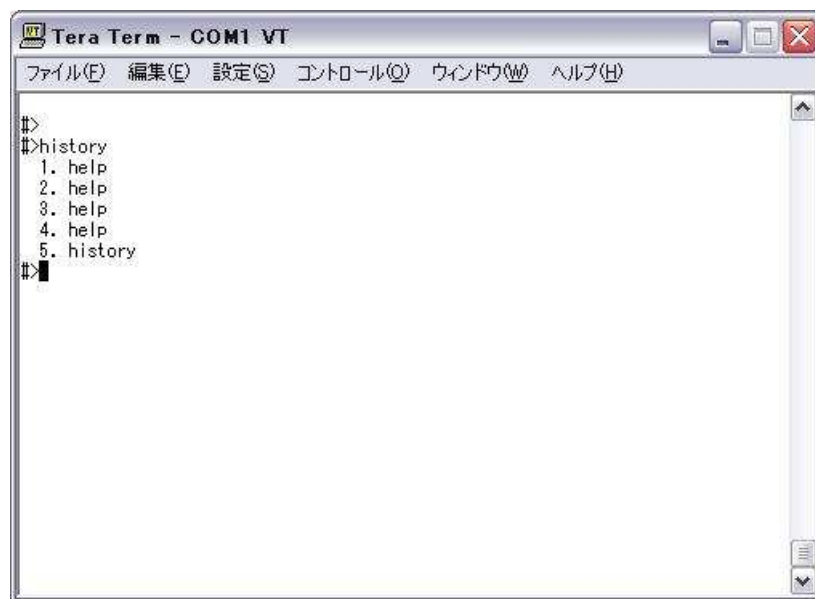 Tera Term - COM1 VT
ファイル(F) 編集(E) 設定(S) コントロール(O) ウィンドウ(W) ヘルプ(H)
#>
#>history
1. help
2. help
3. help
4. help
5. history
#>